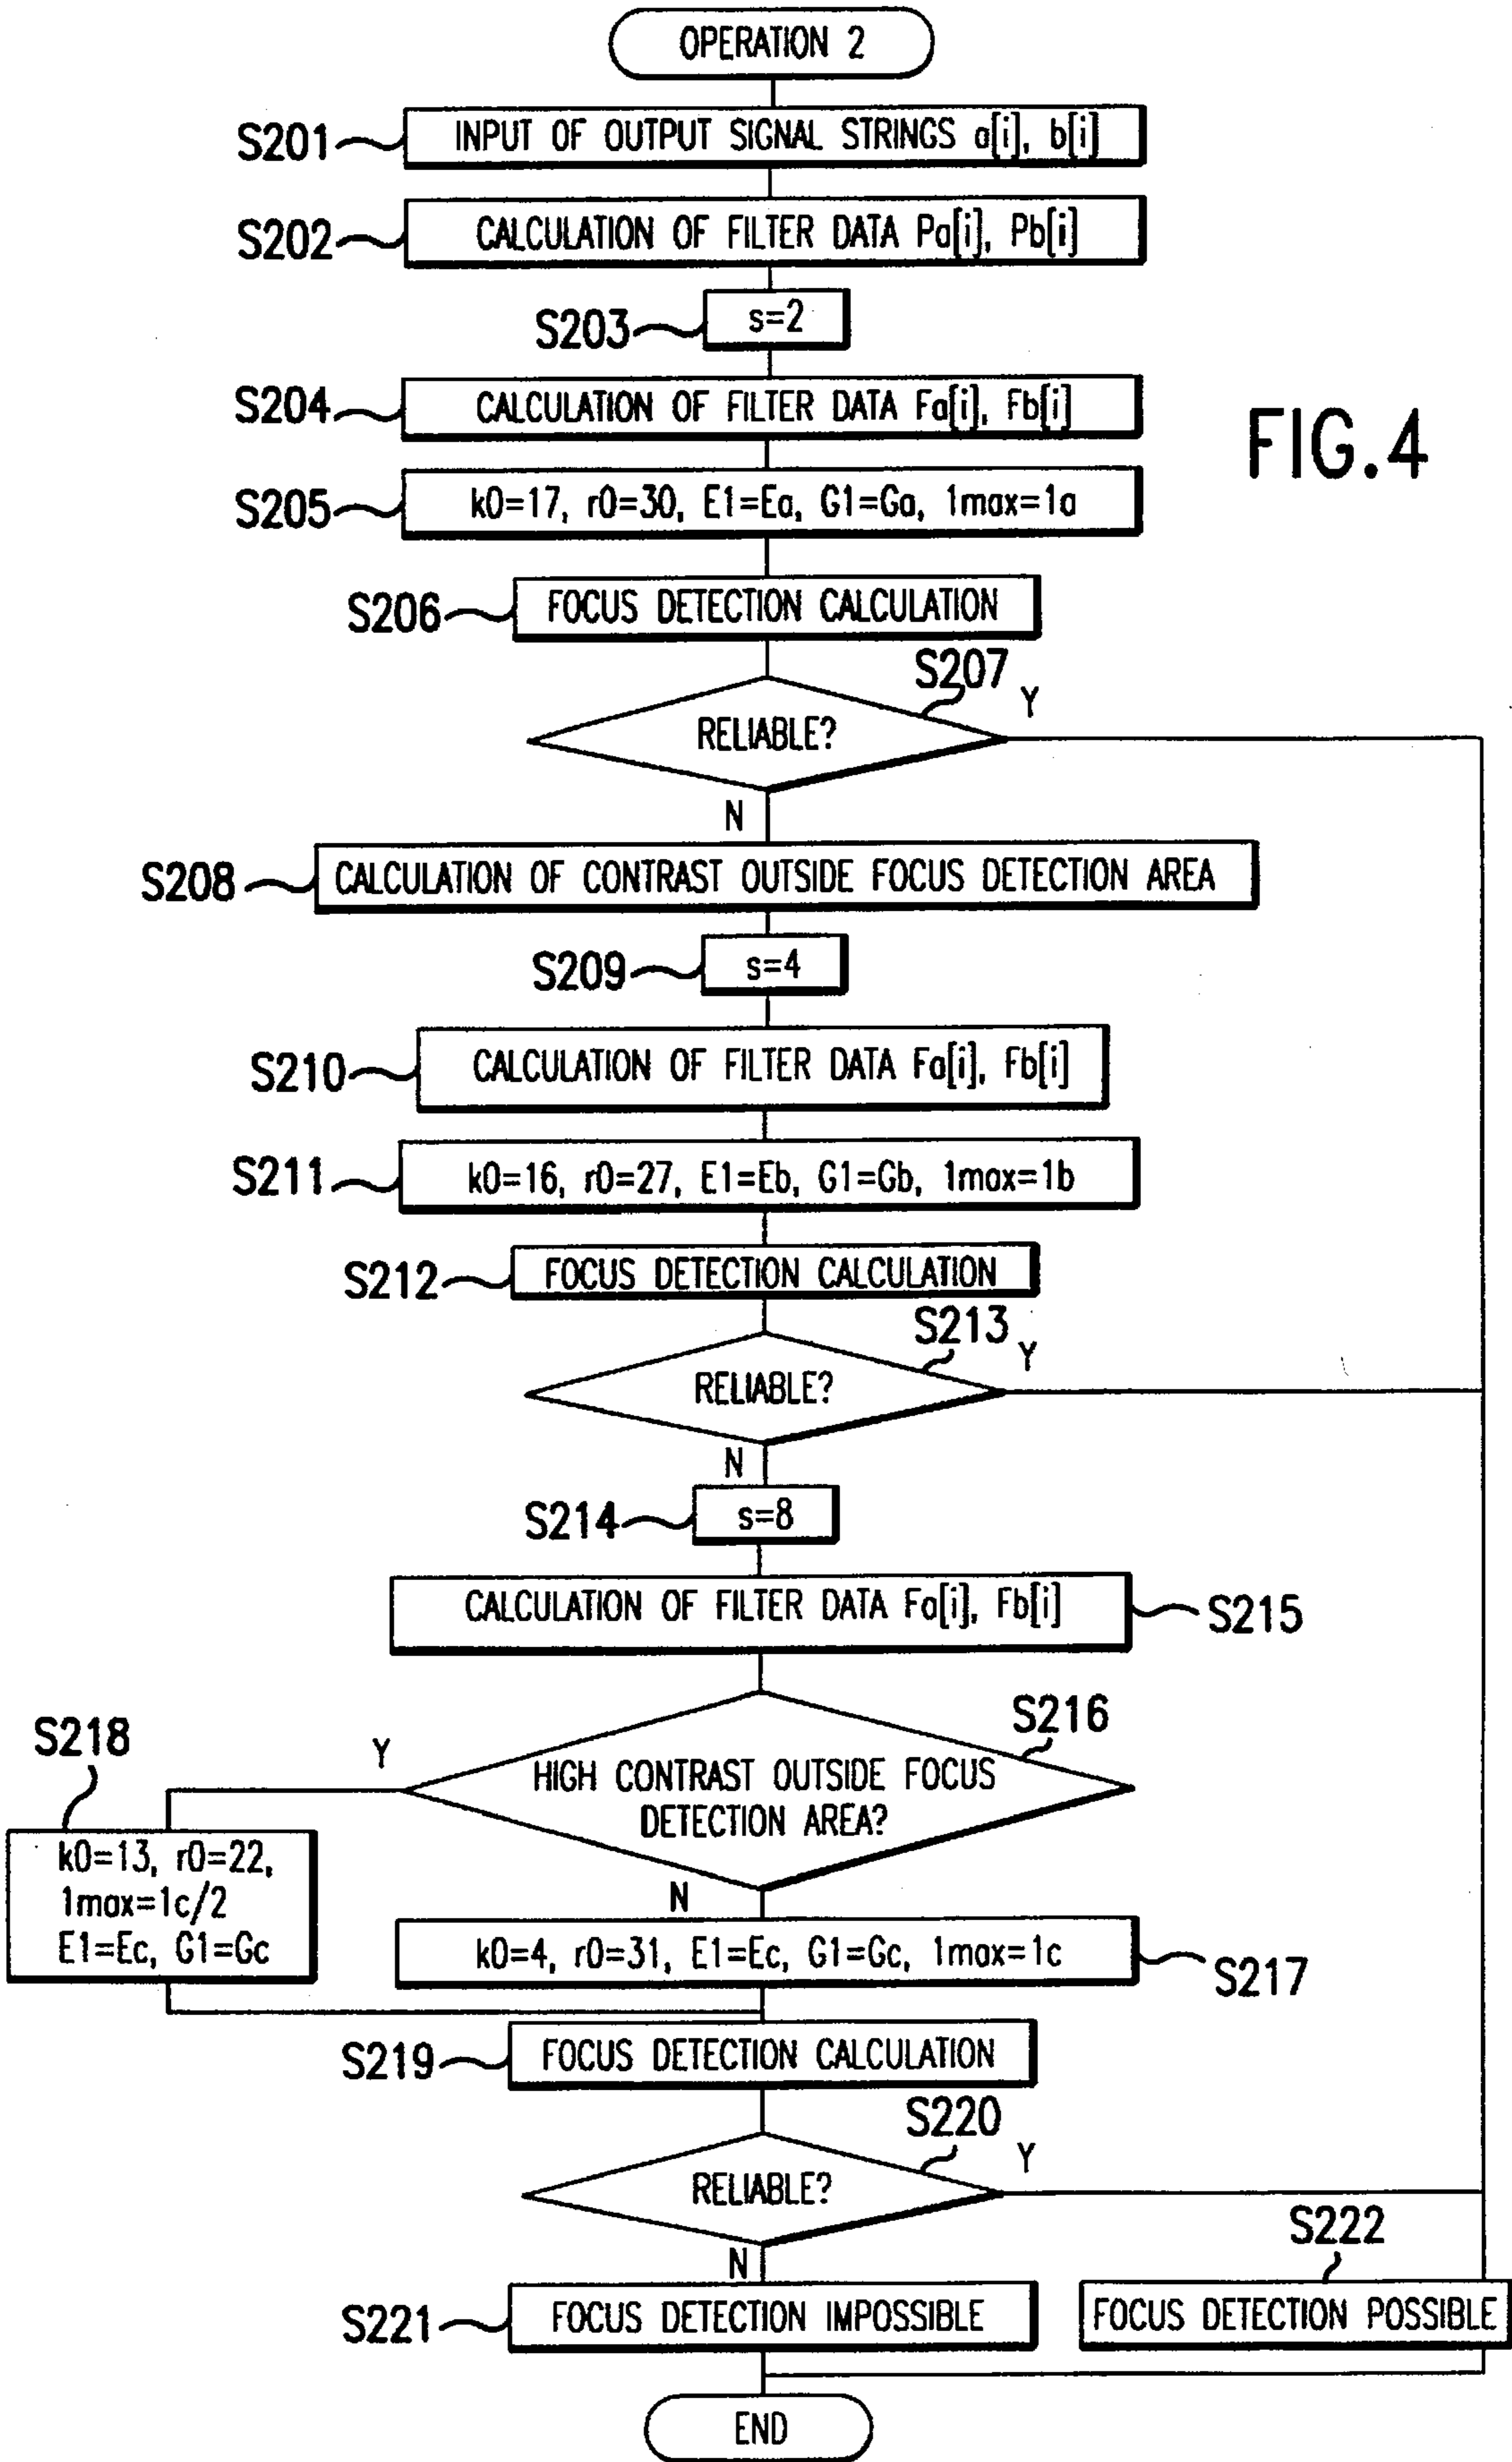 OPERATION 2
S201
INPUT OF OUTPUT SIGNAL STRINGS a[i], b[i]
S202
CALCULATION OF FILTER DATA Pa[i], Pb[i]
S203
s=2
S204
CALCULATION OF FILTER DATA Fa[i], Fb[i]
FIG.4
S205
k0=17, r0=30, E1=Ea, G1=Ga, 1max=1a
S206
FOCUS DETECTION CALCULATION
S207
Y
RELIABLE?
N
S208
CALCULATION OF CONTRAST OUTSIDE FOCUS DETECTION AREA
S209
s=4
S210
CALCULATION OF FILTER DATA Fa[i], Fb[i]
S211
k0=16, r0=27, E1=Eb, G1=Gb, 1max=1b
S212
FOCUS DETECTION CALCULATION
S213
Y
RELIABLE?
N
S214
s=8
CALCULATION OF FILTER DATA Fa[i], Fb[i]
S215
S216
S218
Y
HIGH CONTRAST OUTSIDE FOCUS
DETECTION AREA?
k0=13, r0=22,
1max=1c/2
E1=Ec, G1=Gc
N
k0=4, r0=31, E1=Ec, G1=Gc, 1max=1c
S217
S219
FOCUS DETECTION CALCULATION
S220
Y
RELIABLE?
N
S222
S221
FOCUS DETECTION IMPOSSIBLE
FOCUS DETECTION POSSIBLE
END